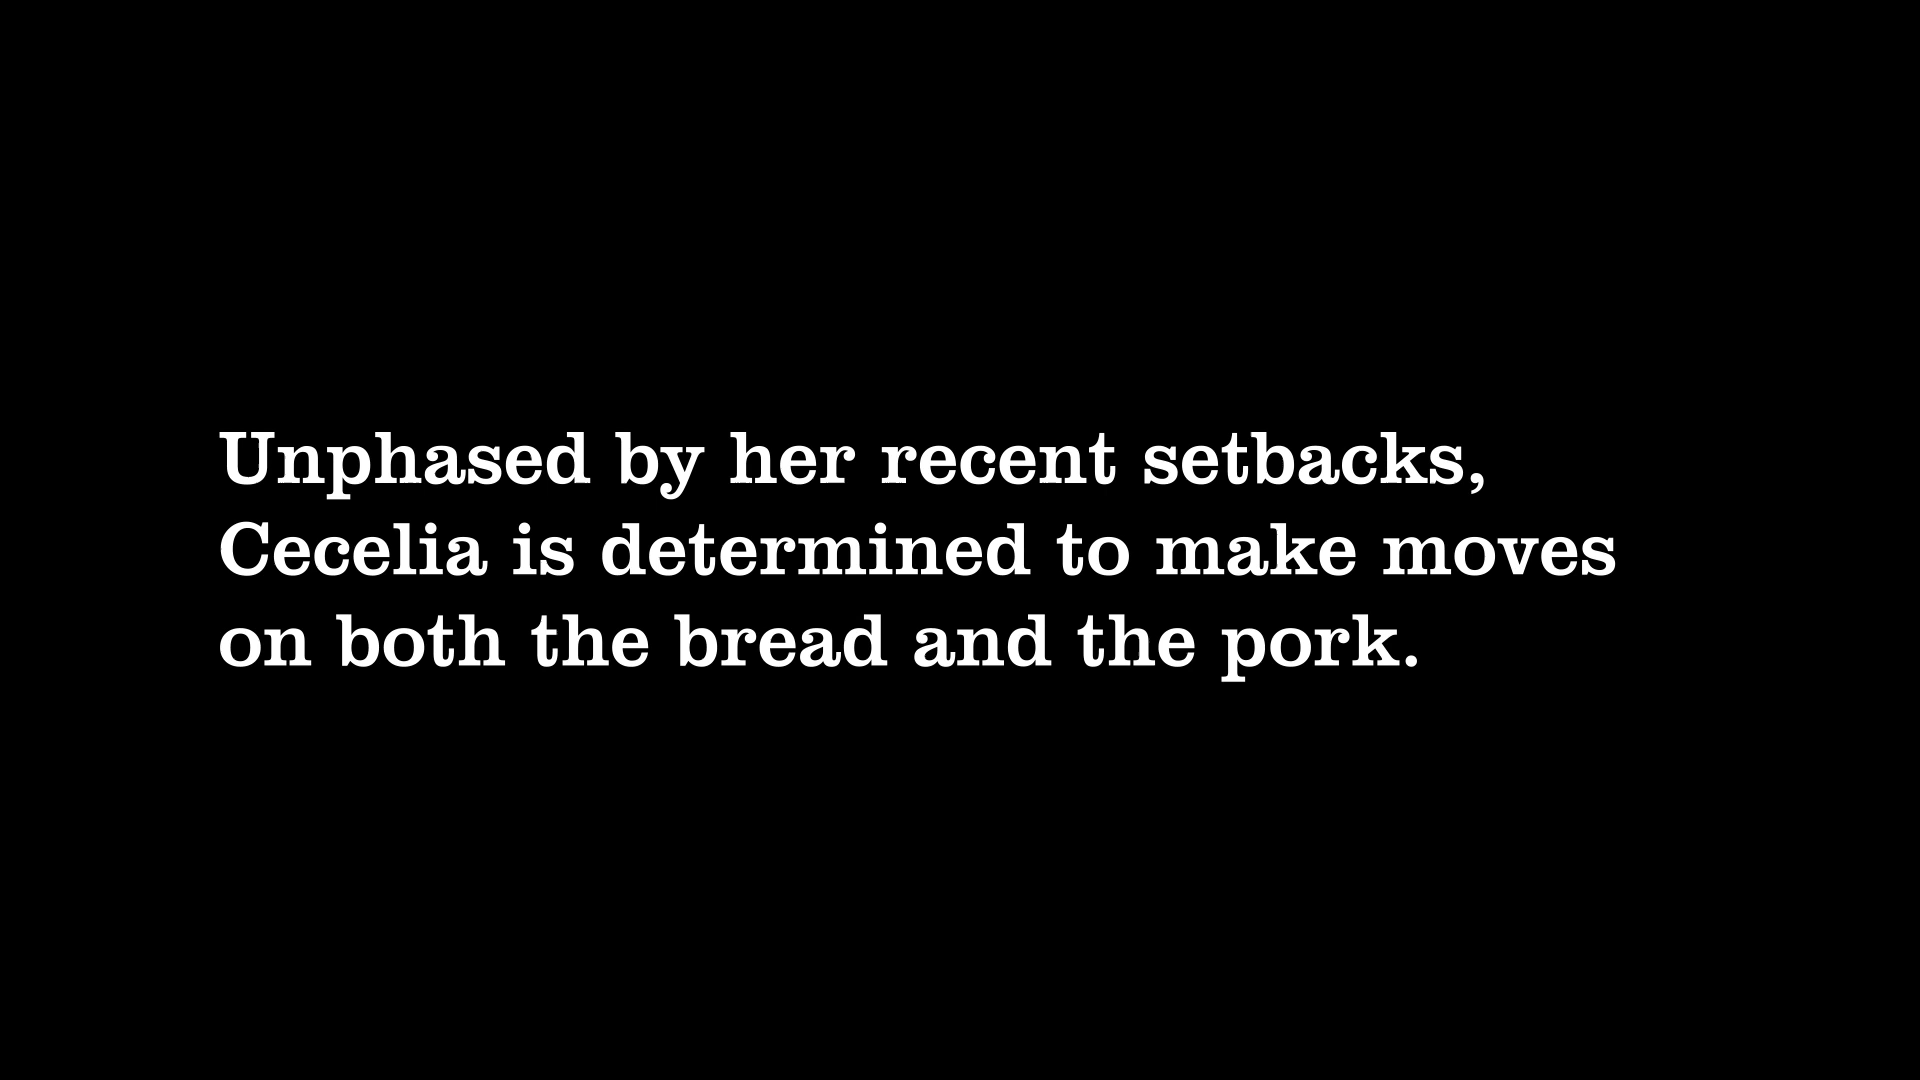 Unphased by her recent setbacks,
Cecelia is determined to make moves
on both the bread and the pork.